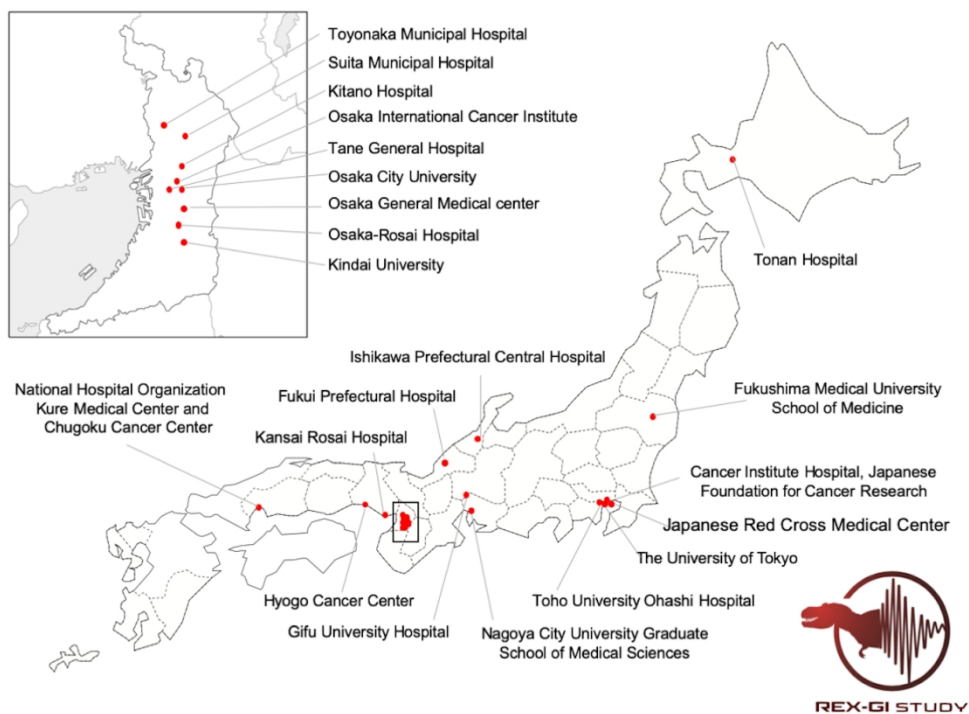 Toyonaka Municipal Hospital
Suita Municipal Hospital
Kitano Hospital
Osaka International Cancer Institute
Tane General Hospital
Osaka City University
Osaka General Medical center
Osaka-Rosai Hospital
Kindai University
Tonan Hospital
Ishikawa Prefectural Central Hospital
Fukui Prefectural Hospital
Kansai Rosai Hospital
National Hospital Organization
Kure Medical Center and
Chugoku Cancer Center
Fukushima Medical University
School of Medicine
Cancer Institute Hospital, Japanese
Foundation for Cancer Research
Japanese Red Cross Medical Center
The University of Tokyo
Toho University Ohashi Hospital
Hyogo Cancer Center
Gifu University Hospital
Nagoya City University Graduate
School of Medical Sciences
REX-GI STUDY